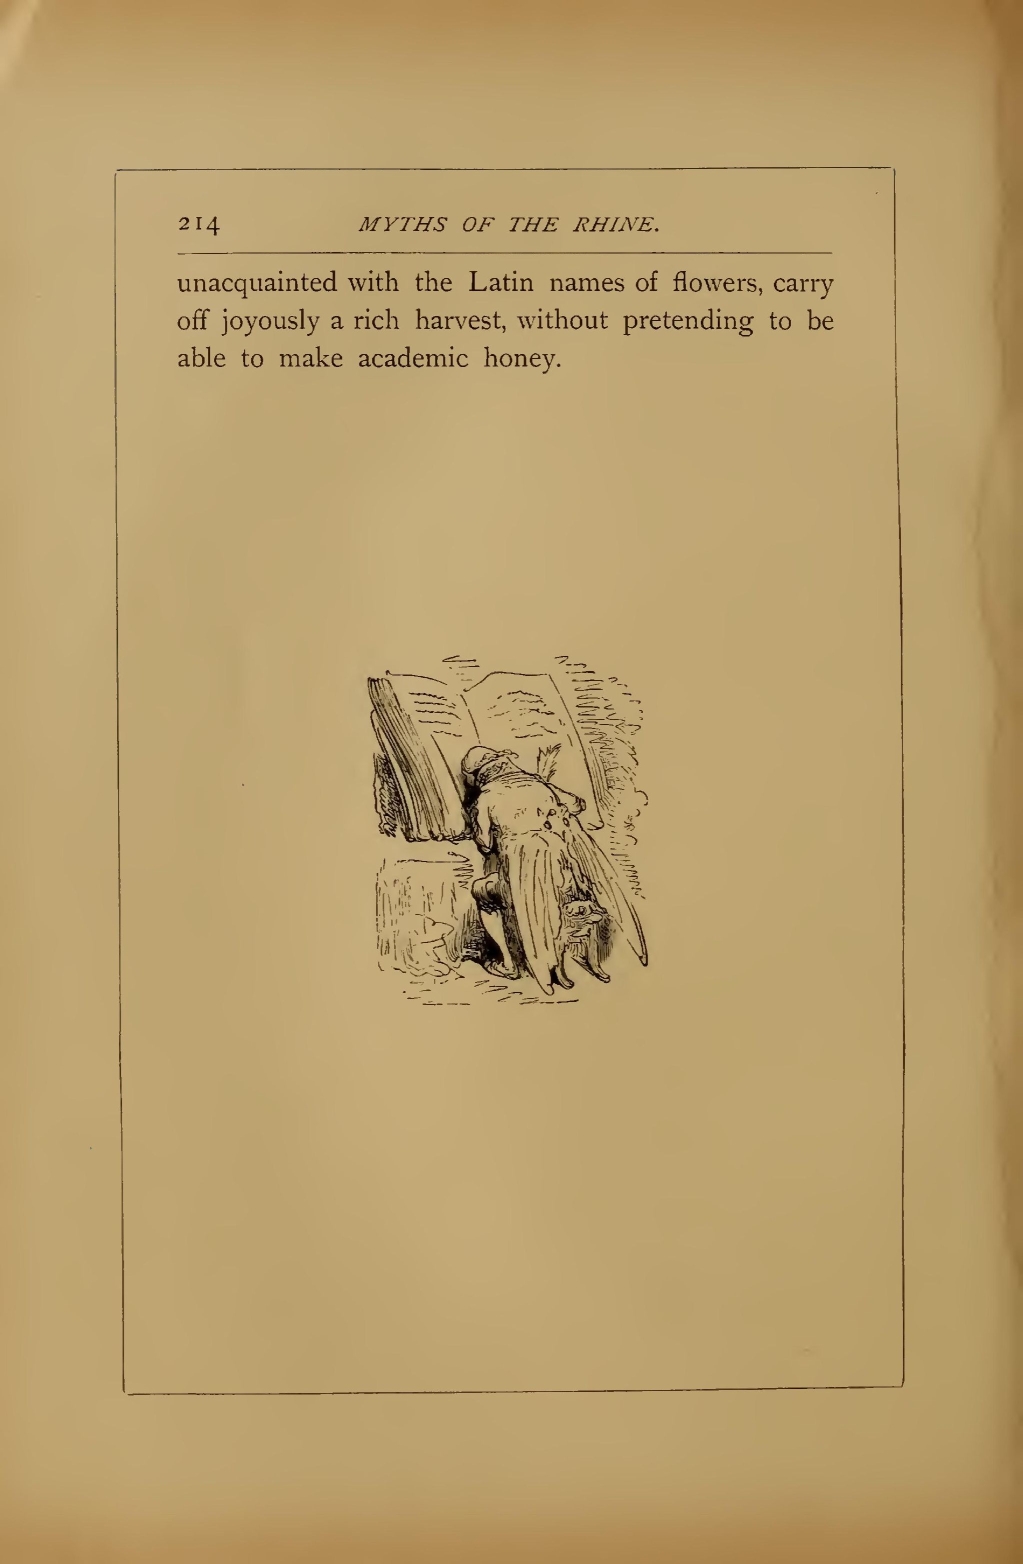 214 MYTHS OF THE RHINE.
unacquainted with the Latin names of flowers, carry
off joyously a rich harvest, without pretending to be
able to make academic honey.